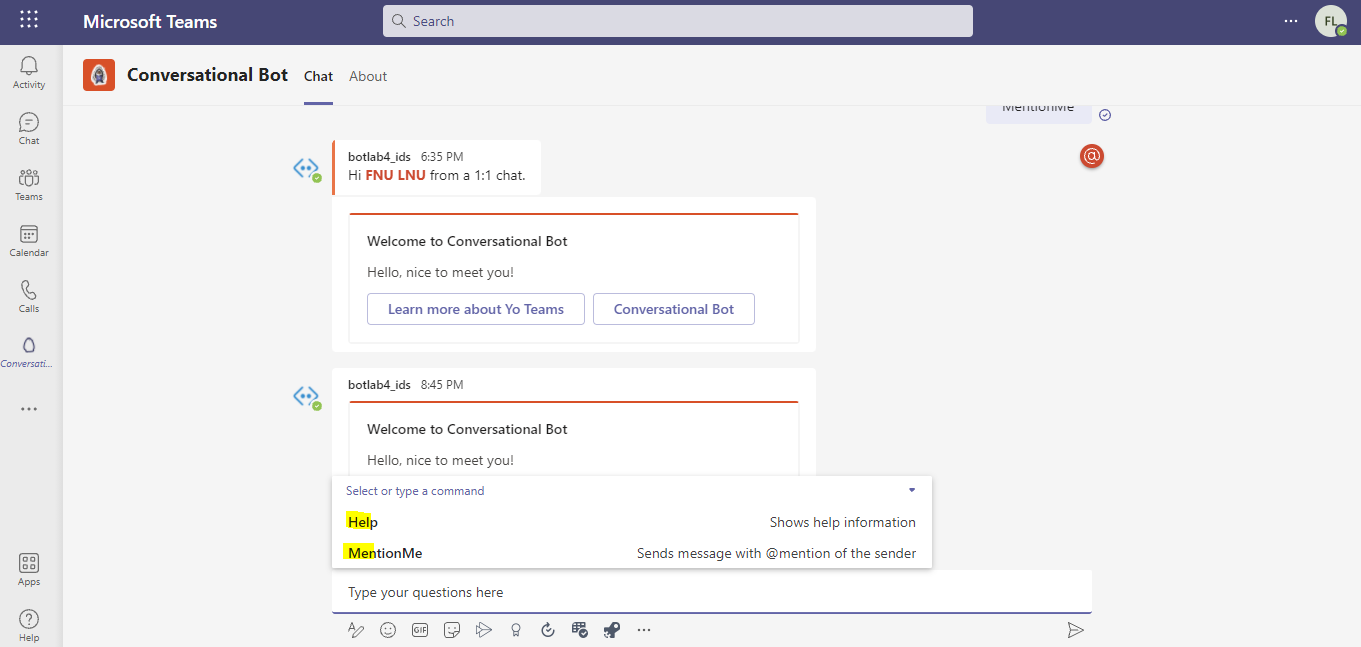 Microsoft Teams
Search
FL
Activity
Chat
Teams
Calendar
Calls
Conversati...
Apps
Help
Conversational Bot
Chat
About
MentionMe
@
botlab4_ids 6:35 PM
Hi FNU LNU from a 1:1 chat.
Welcome to Conversational Bot
Hello, nice to meet you!
Learn more about Yo Teams
Conversational Bot
botlab4_ids 8:45 PM
Welcome to Conversational Bot
Hello, nice to meet you!
Select or type a command
Help Shows help information
MentionMe Sends message with @mention of the sender
Type your questions here
GIF